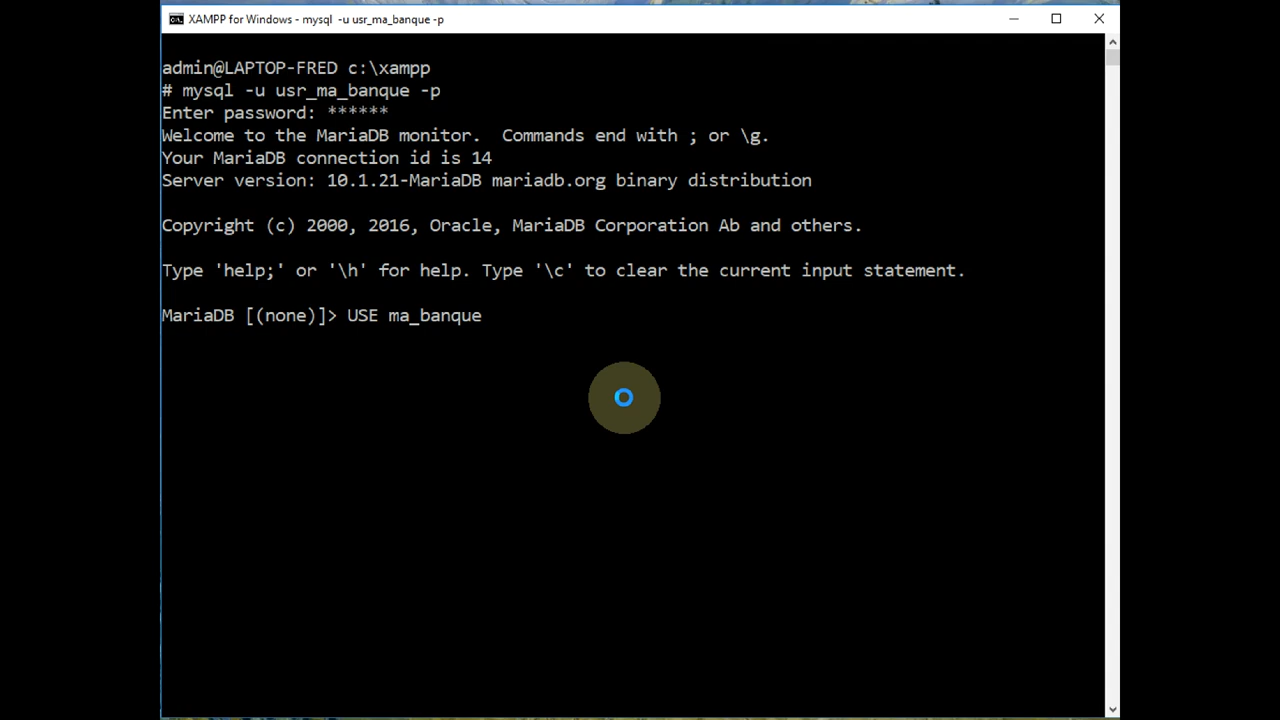 XAMPP for Windows - mysql -u usr_ma_banque -p
admin@LAPTOP-FRED c:\xampp
# mysql -u usr_ma_banque -p
Enter password: ******
Welcome to the MariaDB monitor.  Commands end with ; or \g.
Your MariaDB connection id is 14
Server version: 10.1.21-MariaDB mariadb.org binary distribution
Copyright (c) 2000, 2016, Oracle, MariaDB Corporation Ab and others.
Type 'help;' or '\h' for help. Type '\c' to clear the current input statement.
MariaDB [(none)]> USE ma_banque